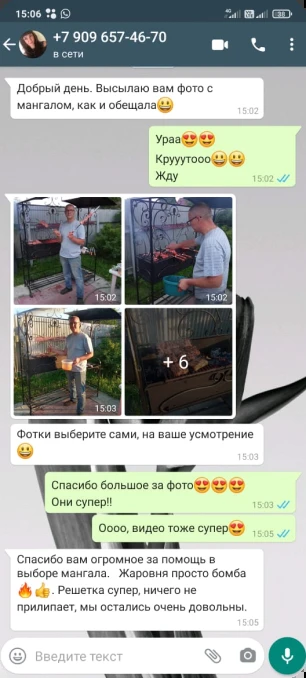 15:05
+7 909 657-46-70
в сети
Добрый день. Высылаю вам фото с
мангалом, как и обещала😀
15:02
Ураа😍😍
Крууутооо😀😀
Жду
15:02
15:02
15:02
15:03
+ 6
Фотки выберите сами, на ваше усмотрение
😀
15:03
Спасибо большое за фото😍😍😍
Они супер!!
15:03
Оооо, видео тоже супер😍
15:05
Спасибо вам огромное за помощь в
выборе мангала. Жаровня просто бомба
🔥👍. Решетка супер, ничего не
прилипает, мы остались очень довольны.
15:05
Введите текст